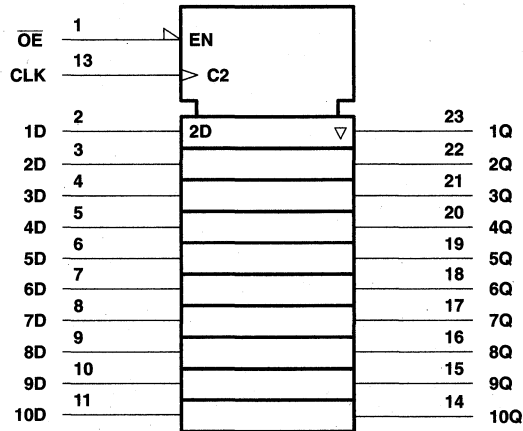 OE 1 EN
CLK 13 C2
1D 2 2D ▽ 23 1Q
2D 3 22 2Q
3D 4 21 3Q
4D 5 20 4Q
5D 6 19 5Q
6D 7 18 6Q
7D 8 17 7Q
8D 9 16 8Q
9D 10 15 9Q
10D 11 14 10Q